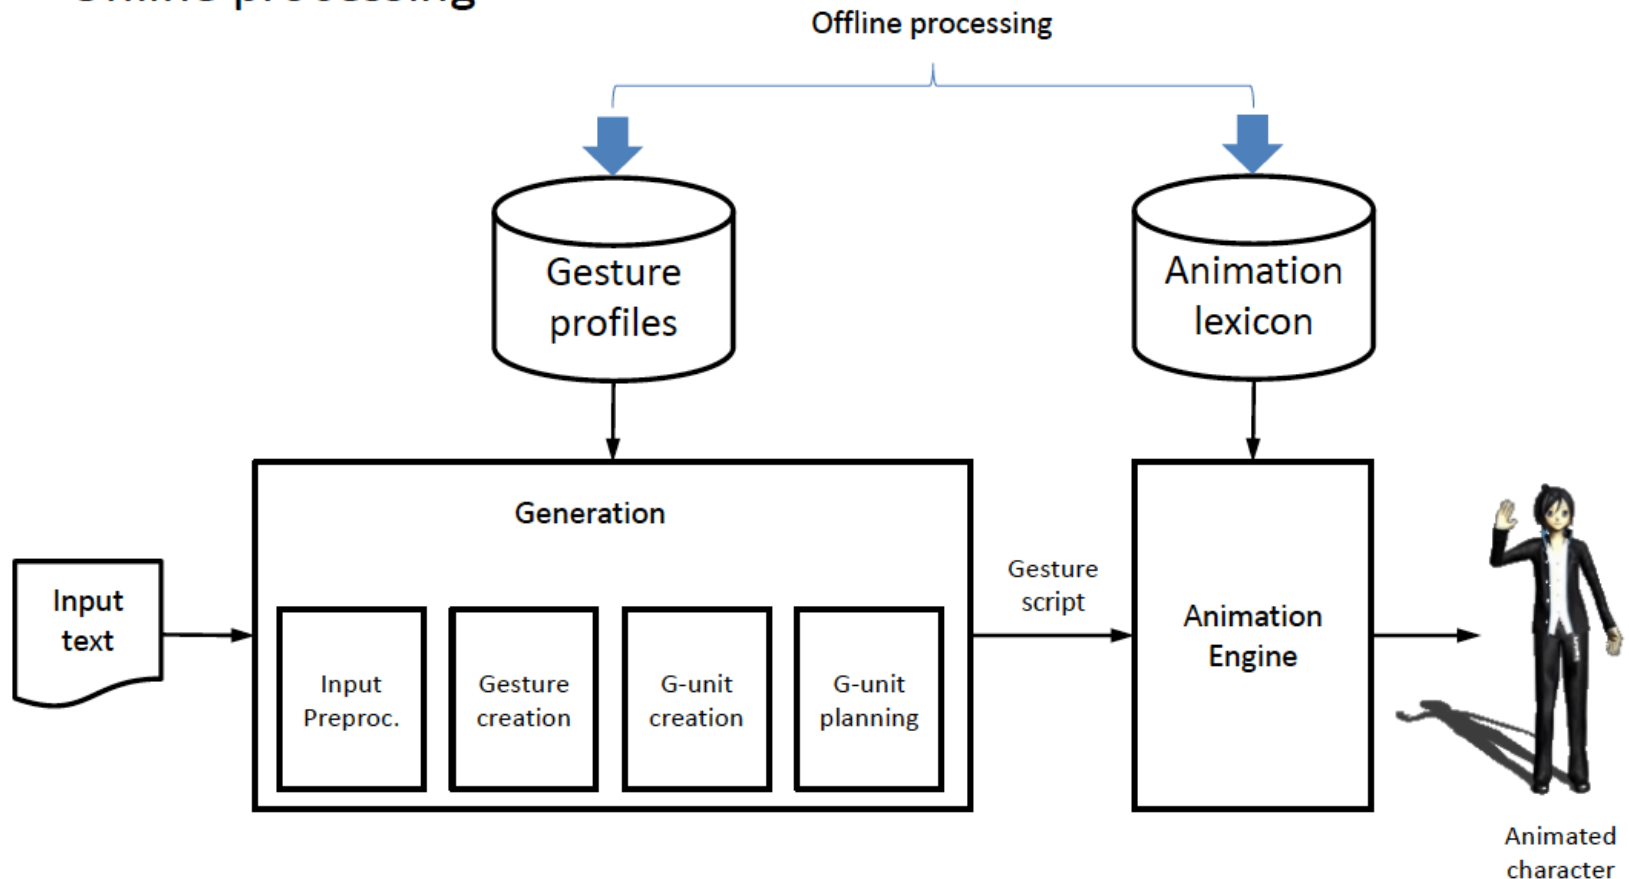 processing
Offline processing
Gesture
profiles
Animation
lexicon
Generation
Input
text
Gesture
script
Animation
Engine
Input
Preproc.
Gesture
creation
G-unit
creation
G-unit
planning
Animated
character